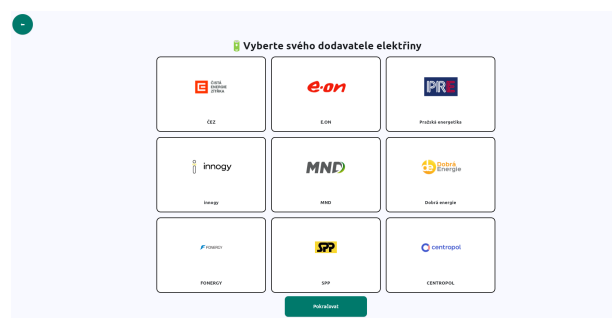 🔋 Vyberte svého dodavatele elektřiny
ČISTÁ
ENERGIE
ZÍTŘKA
e·on
PRE
ČEZ
E.ON
Pražská energetika
innogy
MND
Dobrá
Energie
innogy
MND
Dobrá energie
FONERGY
SPP
centropol
FONERGY
SPP
CENTROPOL
Pokračovat